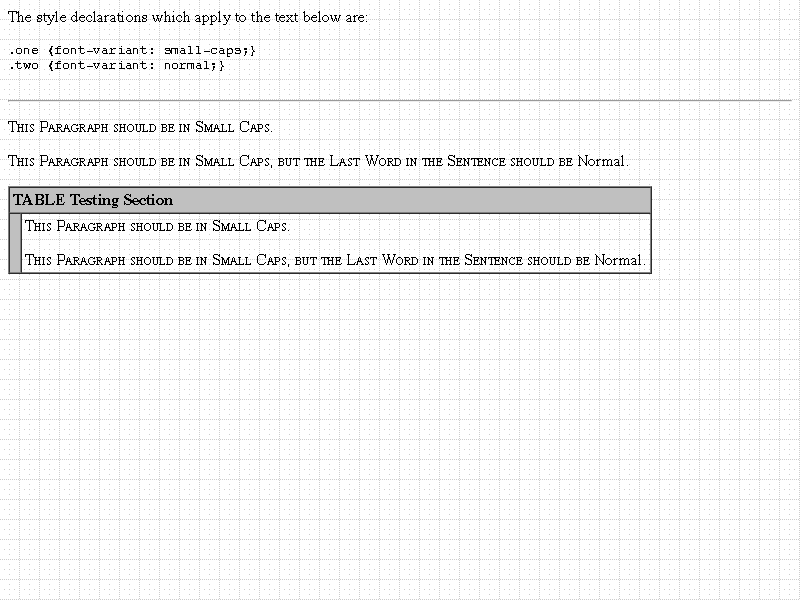 The style declarations which apply to the text below are:
.one {font-variant: small-caps;}
.two {font-variant: normal;}
This Paragraph should be in Small Caps.
This Paragraph should be in Small Caps, but the Last Word in the Sentence should be Normal.
TABLE Testing Section
This Paragraph should be in Small Caps.
This Paragraph should be in Small Caps, but the Last Word in the Sentence should be Normal.